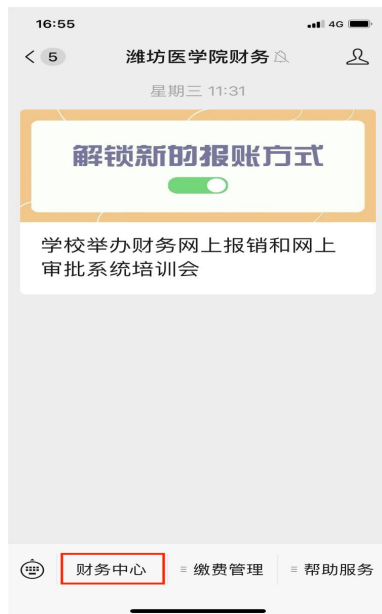 16:55 4G
5 潍坊医学院财务
星期三 11:31
解锁新的报账方式
学校举办财务网上报销和网上
审批系统培训会
财务中心 缴费管理 帮助服务